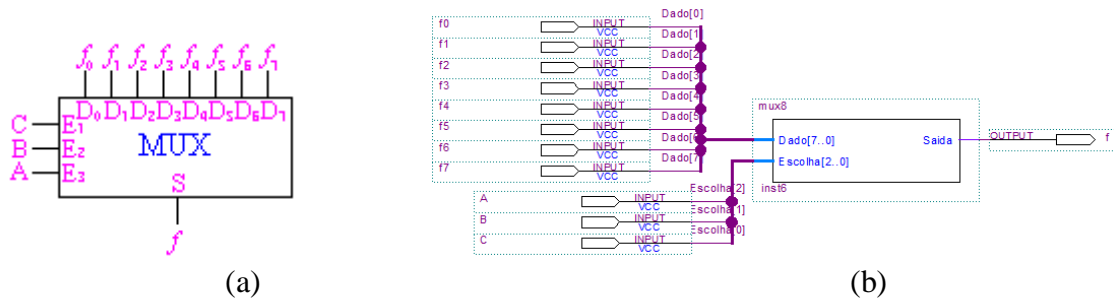 f₀ f₁ f₂ f₃ f₄ f₅ f₆ f₇
D₀ D₁ D₂ D₃ D₄ D₅ D₆ D₇
C E₁
B E₂
A E₃
MUX
S
f
(a)
f0 INPUT VCC Dado[0]
f1 INPUT VCC Dado[1
f2 INPUT VCC Dado[2
f3 INPUT VCC Dado[3
f4 INPUT VCC Dado[4
f5 INPUT VCC Dado[5
f6 INPUT VCC Dado[6
f7 INPUT VCC Dado[7
A INPUT VCC Escolha[2]
B INPUT VCC Escolha[1]
C INPUT VCC Escolha[0]
mux8
Dado[7..0] Saida
Escolha[2..0]
inst6
OUTPUT f
(b)